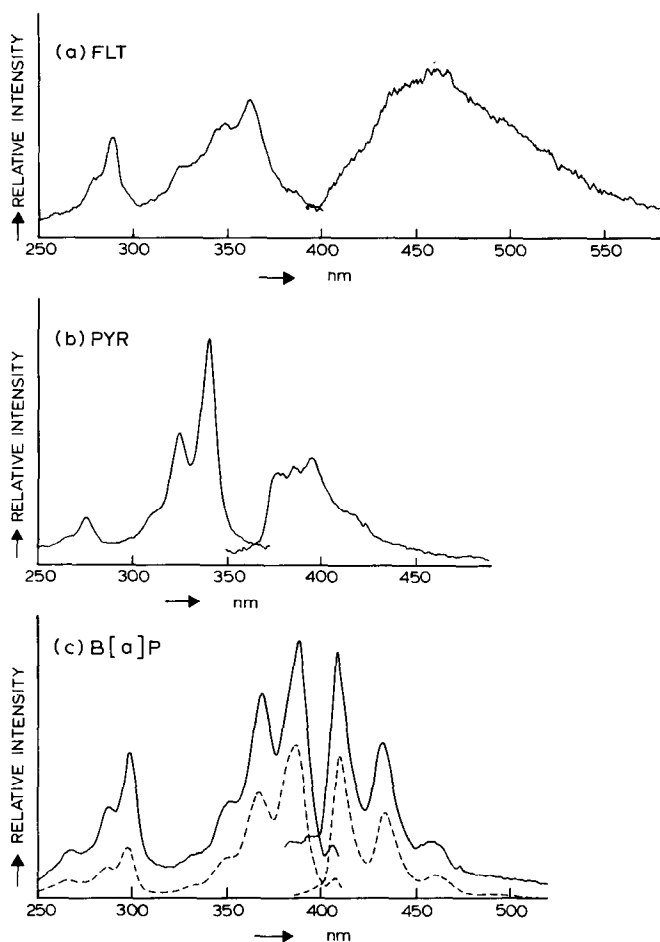 (a) FLT
RELATIVE INTENSITY
250 300 350 400 450 500 550
nm
(b) PYR
RELATIVE INTENSITY
250 300 350 400 450
nm
(c) B[a]P
RELATIVE INTENSITY
250 300 350 400 450 500
nm